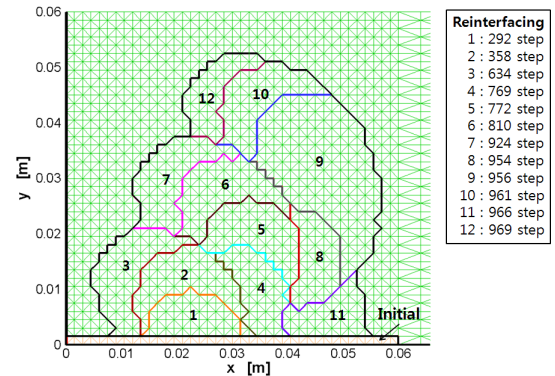 0.06
0.05
0.04
0.03
0.02
0.01
0
y [m]
0
0.01
0.02
0.03
0.04
0.05
0.06
x [m]
12
10
9
7
6
5
8
3
2
4
1
11
Initial
Reinterfacing
1 : 292 step
2 : 358 step
3 : 634 step
4 : 769 step
5 : 772 step
6 : 810 step
7 : 924 step
8 : 954 step
9 : 956 step
10 : 961 step
11 : 966 step
12 : 969 step